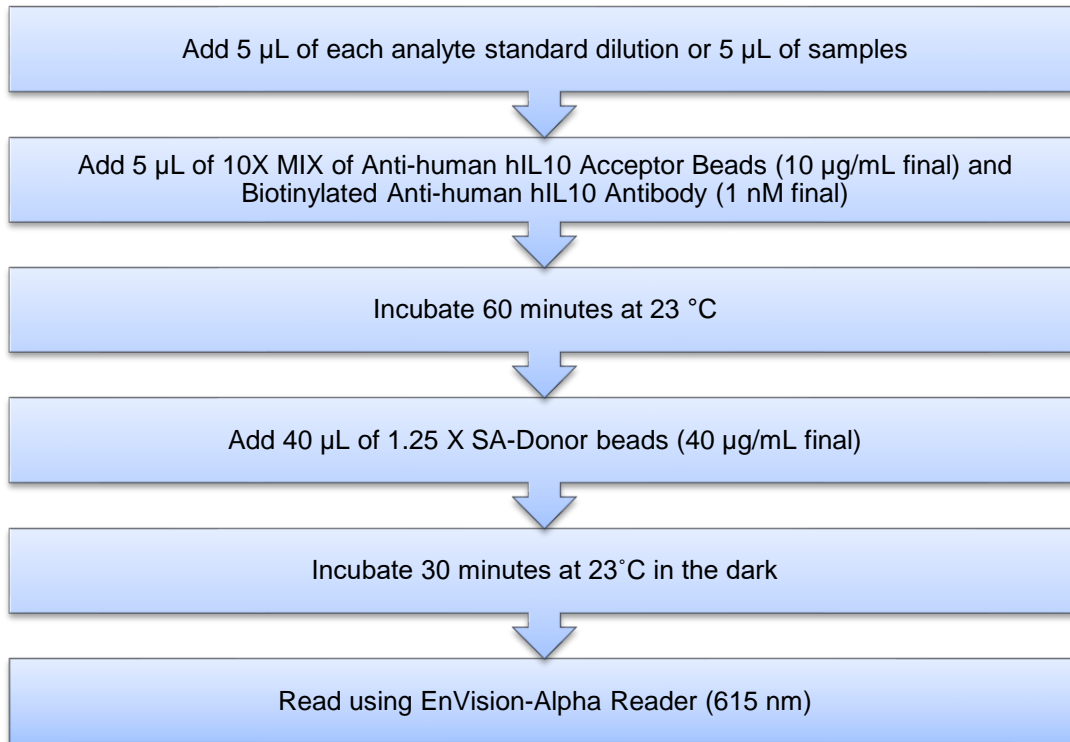 Add 5 µL of each analyte standard dilution or 5 µL of samples
Add 5 µL of 10X MIX of Anti-human hIL10 Acceptor Beads (10 µg/mL final) and
Biotinylated Anti-human hIL10 Antibody (1 nM final)
Incubate 60 minutes at 23 °C
Add 40 µL of 1.25 X SA-Donor beads (40 µg/mL final)
Incubate 30 minutes at 23˚C in the dark
Read using EnVision-Alpha Reader (615 nm)